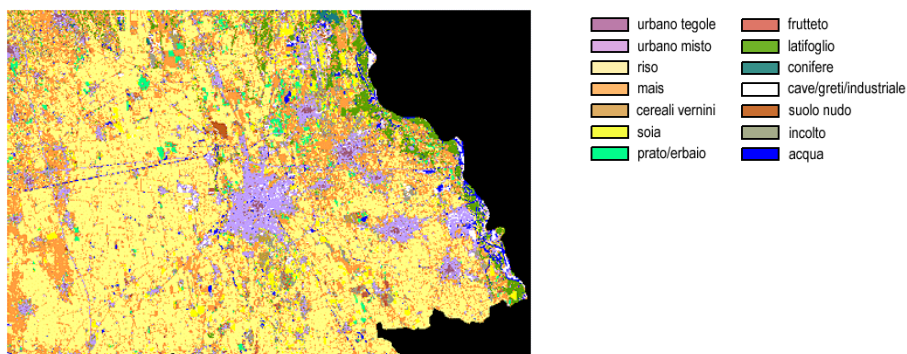 urbano tegole
urbano misto
riso
mais
cereali vernini
soia
prato/erbaio
frutteto
latifoglio
conifere
cave/greti/industriale
suolo nudo
incolto
acqua